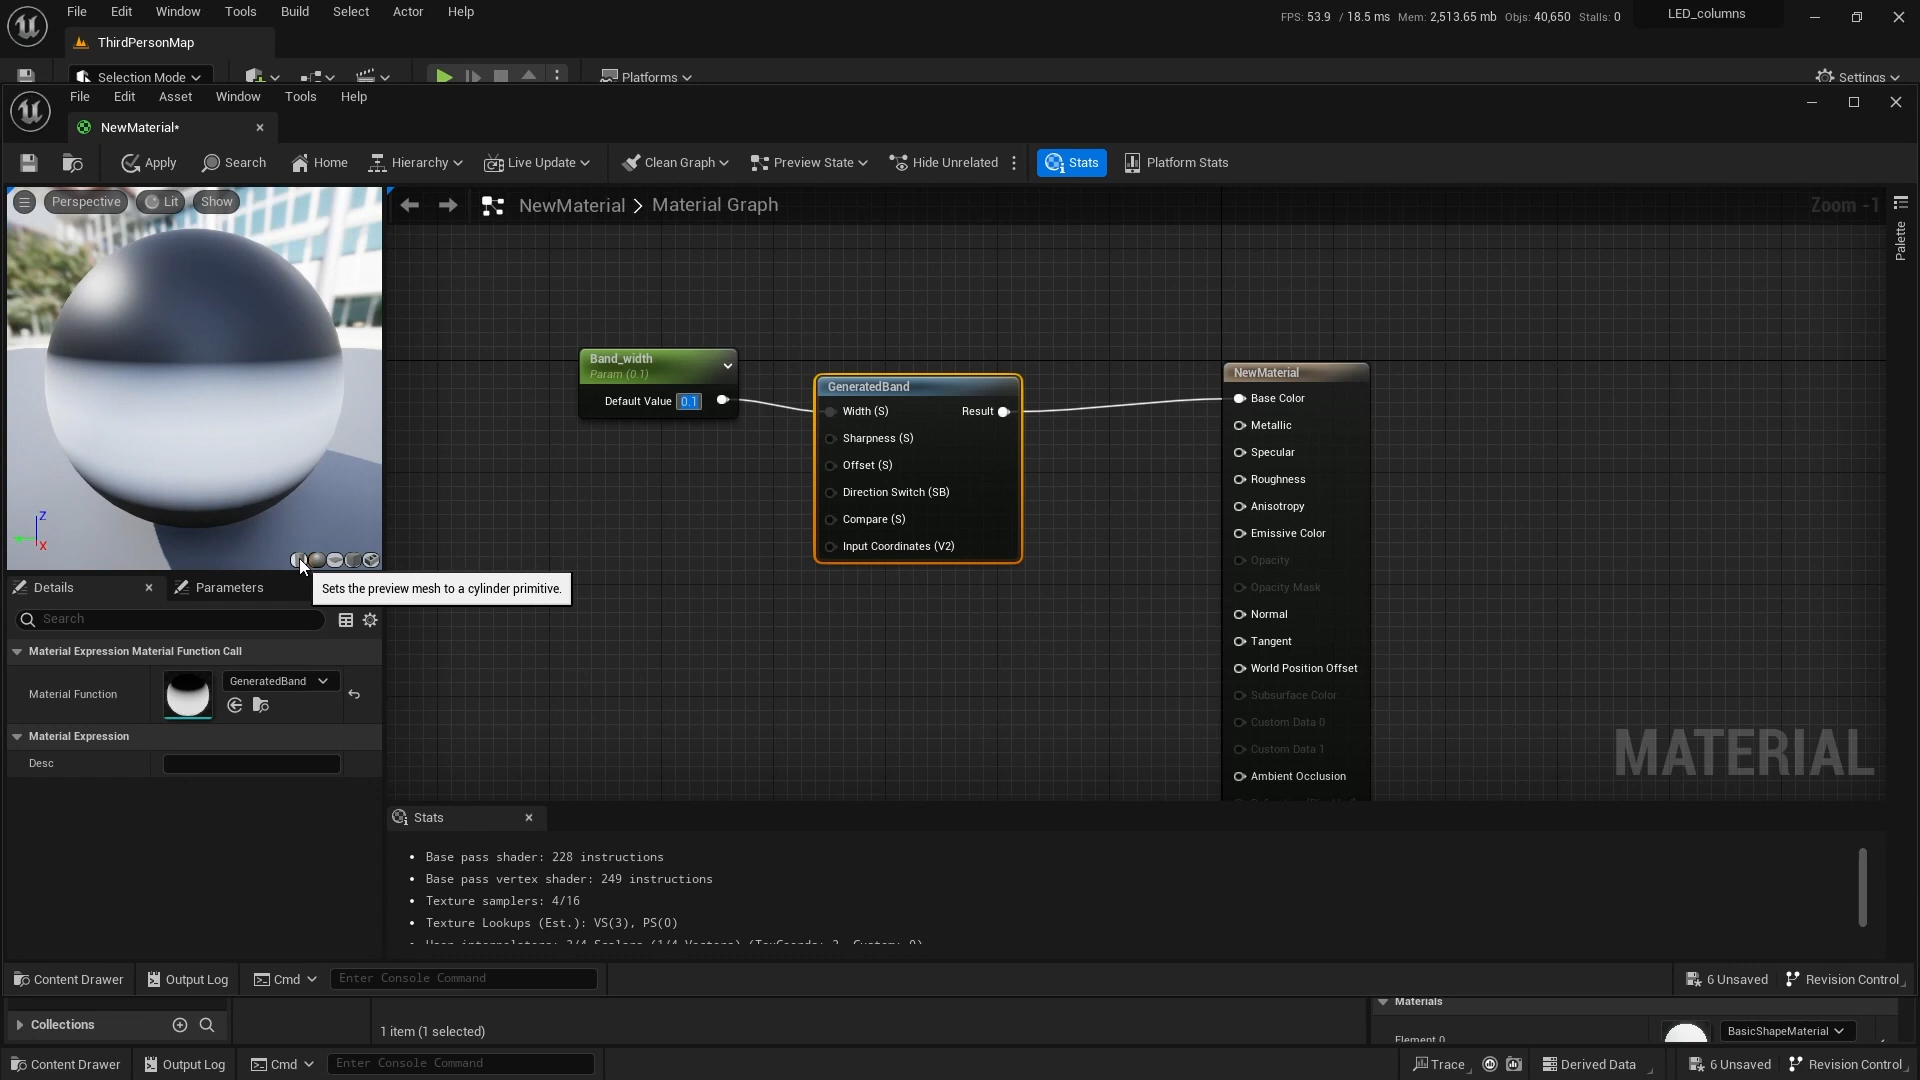 File Edit Window Tools Build Select Actor Help
FPS: 53.9 / 18.5 ms Mem: 2,513.65 mb Objs: 40,650 Stalls: 0
LED_columns
ThirdPersonMap
Selection Mode
Platforms
Settings
File Edit Asset Window Tools Help
NewMaterial*
Apply Search Home Hierarchy Live Update Clean Graph Preview State Hide Unrelated Stats Platform Stats
Perspective Lit Show
NewMaterial > Material Graph
Zoom -1
Palette
Band_width
Param (0.1)
Default Value 0.1
GeneratedBand
Width (S) Result
Sharpness (S)
Offset (S)
Direction Switch (SB)
Compare (S)
Input Coordinates (V2)
NewMaterial
Base Color
Metallic
Specular
Roughness
Anisotropy
Emissive Color
Opacity
Opacity Mask
Normal
Tangent
World Position Offset
Subsurface Color
Custom Data 0
Custom Data 1
Ambient Occlusion
MATERIAL
Z
X
Sets the preview mesh to a cylinder primitive.
Details Parameters
Search
Material Expression Material Function Call
Material Function GeneratedBand
Material Expression
Desc
Stats
• Base pass shader: 228 instructions
• Base pass vertex shader: 249 instructions
• Texture samplers: 4/16
• Texture Lookups (Est.): VS(3), PS(0)
Content Drawer Output Log Cmd Enter Console Command 6 Unsaved Revision Control
Collections
1 item (1 selected)
Materials
Element 0 BasicShapeMaterial
Content Drawer Output Log Cmd Enter Console Command Trace Derived Data 6 Unsaved Revision Control